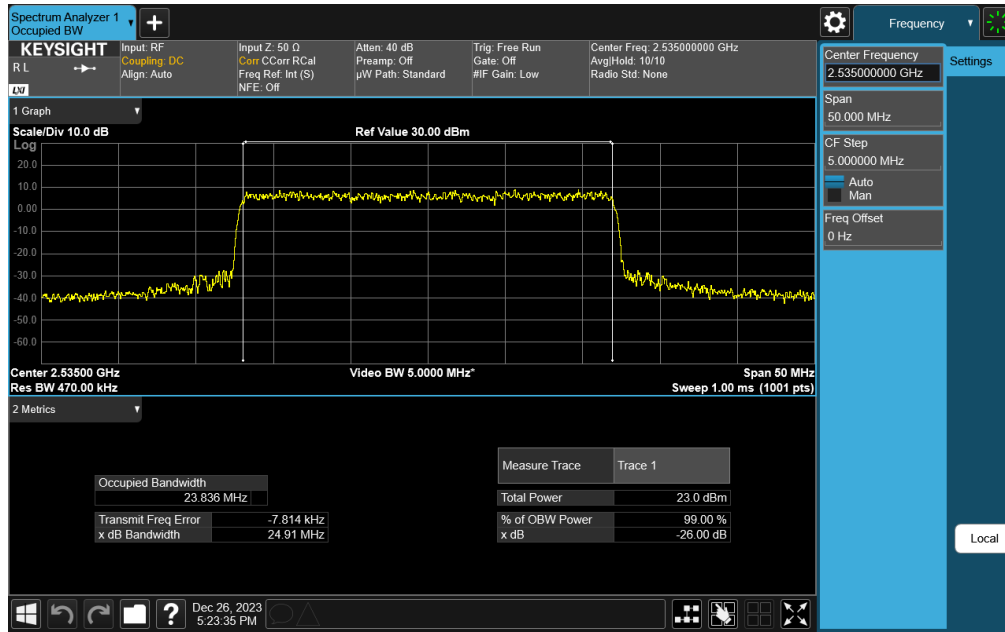 Spectrum Analyzer 1
Occupied BW
Frequency
KEYSIGHT
R L
LXI
Input: RF
Coupling: DC
Align: Auto
Input Z: 50 Ω
Corr CCorr RCal
Freq Ref: Int (S)
NFE: Off
Atten: 40 dB
Preamp: Off
µW Path: Standard
Trig: Free Run
Gate: Off
#IF Gain: Low
Center Freq: 2.535000000 GHz
Avg|Hold: 10/10
Radio Std: None
Center Frequency
2.535000000 GHz
Settings
Span
50.000 MHz
CF Step
5.000000 MHz
Auto
Man
Freq Offset
0 Hz
Local
1 Graph
Scale/Div 10.0 dB
Ref Value 30.00 dBm
Log
20.0
10.0
0.00
-10.0
-20.0
-30.0
-40.0
-50.0
-60.0
Center 2.53500 GHz
Video BW 5.0000 MHz*
Span 50 MHz
Res BW 470.00 kHz
Sweep 1.00 ms (1001 pts)
2 Metrics
Measure Trace
Trace 1
Occupied Bandwidth
23.836 MHz
Total Power
23.0 dBm
Transmit Freq Error
-7.814 kHz
% of OBW Power
99.00 %
x dB Bandwidth
24.91 MHz
x dB
-26.00 dB
?
Dec 26, 2023
5:23:35 PM